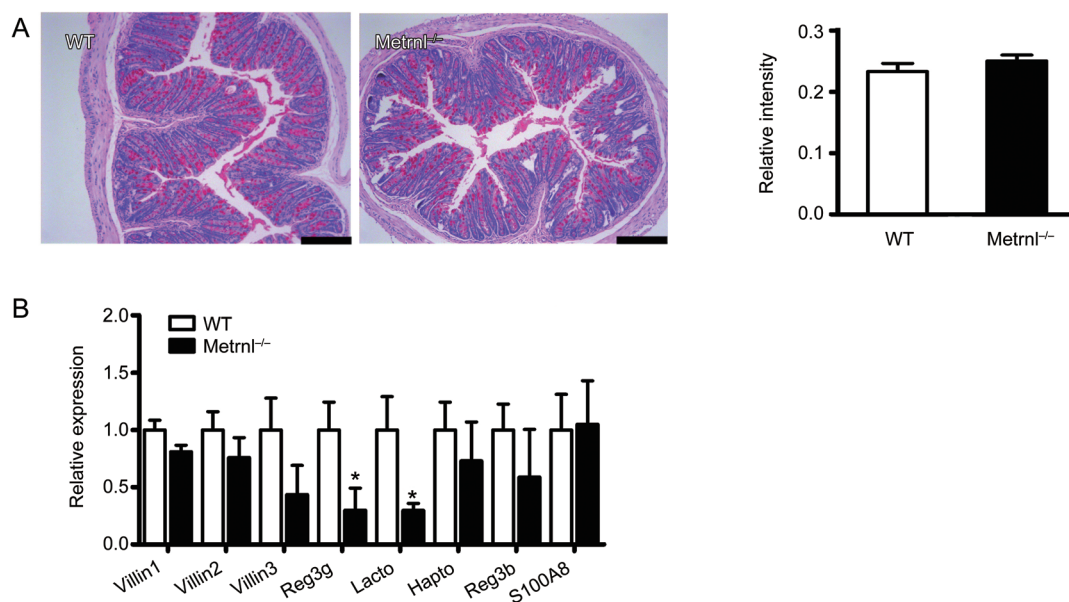 A
WT
Metrnl⁻/⁻
0.3
0.2
0.1
0.0
Relative intensity
WT
Metrnl⁻/⁻
B
2.0
1.5
1.0
0.5
0.0
Relative expression
WT
Metrnl⁻/⁻
*
*
Villin1
Villin2
Villin3
Reg3g
Lacto
Hapto
Reg3b
S100A8